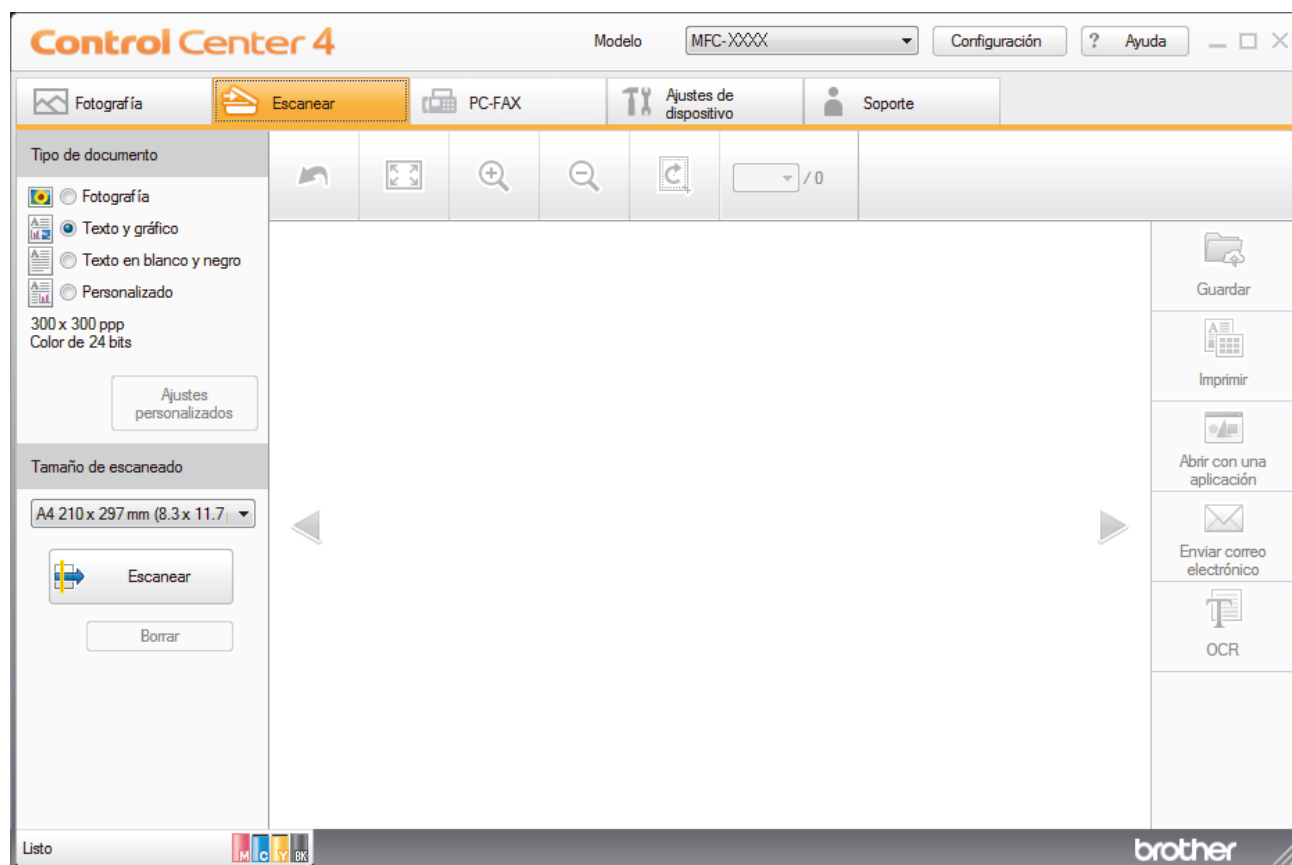 Control Center 4
Modelo
MFC-XXXX
Configuración
? Ayuda
Fotografía
Escanear
PC-FAX
Ajustes de
dispositivo
Soporte
Tipo de documento
Fotografía
Texto y gráfico
Texto en blanco y negro
Personalizado
300 x 300 ppp
Color de 24 bits
Ajustes
personalizados
/ 0
Tamaño de escaneado
A4 210 x 297 mm (8.3 x 11.7
Escanear
Borrar
Guardar
Imprimir
Abrir con una
aplicación
Enviar correo
electrónico
OCR
Listo
M C Y BK
brother